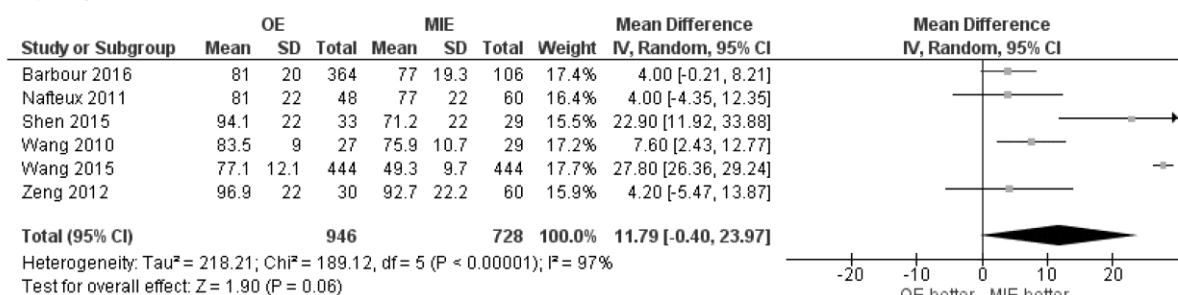 OE MIE Mean Difference Mean Difference
Study or Subgroup Mean SD Total Mean SD Total Weight IV, Random, 95% CI IV, Random, 95% CI
Barbour 2016 81 20 364 77 19.3 106 17.4% 4.00 [-0.21, 8.21]
Nafteux 2011 81 22 48 77 22 60 16.4% 4.00 [-4.35, 12.35]
Shen 2015 94.1 22 33 71.2 22 29 15.5% 22.90 [11.92, 33.88]
Wang 2010 83.5 9 27 75.9 10.7 29 17.2% 7.60 [2.43, 12.77]
Wang 2015 77.1 12.1 444 49.3 9.7 444 17.7% 27.80 [26.36, 29.24]
Zeng 2012 96.9 22 30 92.7 22.2 60 15.9% 4.20 [-5.47, 13.87]
Total (95% CI) 946 728 100.0% 11.79 [-0.40, 23.97]
Heterogeneity: Tau² = 218.21; Chi² = 189.12, df = 5 (P < 0.00001); I² = 97%
-20 -10 0 10 20
Test for overall effect: Z = 1.90 (P = 0.06)
OE better MIE better